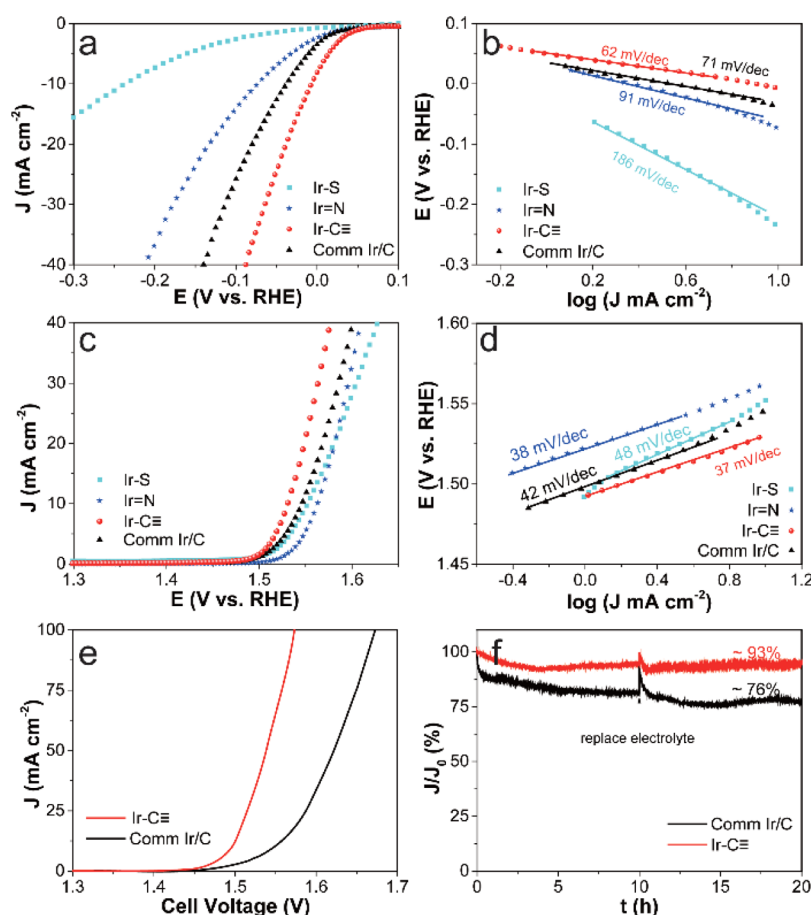 a
0
-10
-20
-30
-40
J (mA cm⁻²)
-0.3
-0.2
-0.1
0.0
0.1
E (V vs. RHE)
Ir-S
Ir=N
Ir-C≡
Comm Ir/C
b
0.1
0.0
-0.1
-0.2
-0.3
E (V vs. RHE)
62 mV/dec
71 mV/dec
91 mV/dec
186 mV/dec
Ir-S
Ir=N
Ir-C≡
Comm Ir/C
-0.2
0.2
0.6
1.0
log (J mA cm⁻²)
c
40
30
20
10
0
J (mA cm⁻²)
Ir-S
Ir=N
Ir-C≡
Comm Ir/C
1.3
1.4
1.5
1.6
E (V vs. RHE)
d
1.60
1.55
1.50
1.45
E (V vs. RHE)
38 mV/dec
48 mV/dec
42 mV/dec
37 mV/dec
Ir-S
Ir=N
Ir-C≡
Comm Ir/C
-0.4
0.0
0.4
0.8
1.2
log (J mA cm⁻²)
e
100
75
50
25
0
J (mA cm⁻²)
Ir-C≡
Comm Ir/C
1.3
1.4
1.5
1.6
1.7
Cell Voltage (V)
f
125
100
75
50
25
0
J/J₀ (%)
~ 93%
~ 76%
replace electrolyte
Comm Ir/C
Ir-C≡
0
5
10
15
20
t (h)